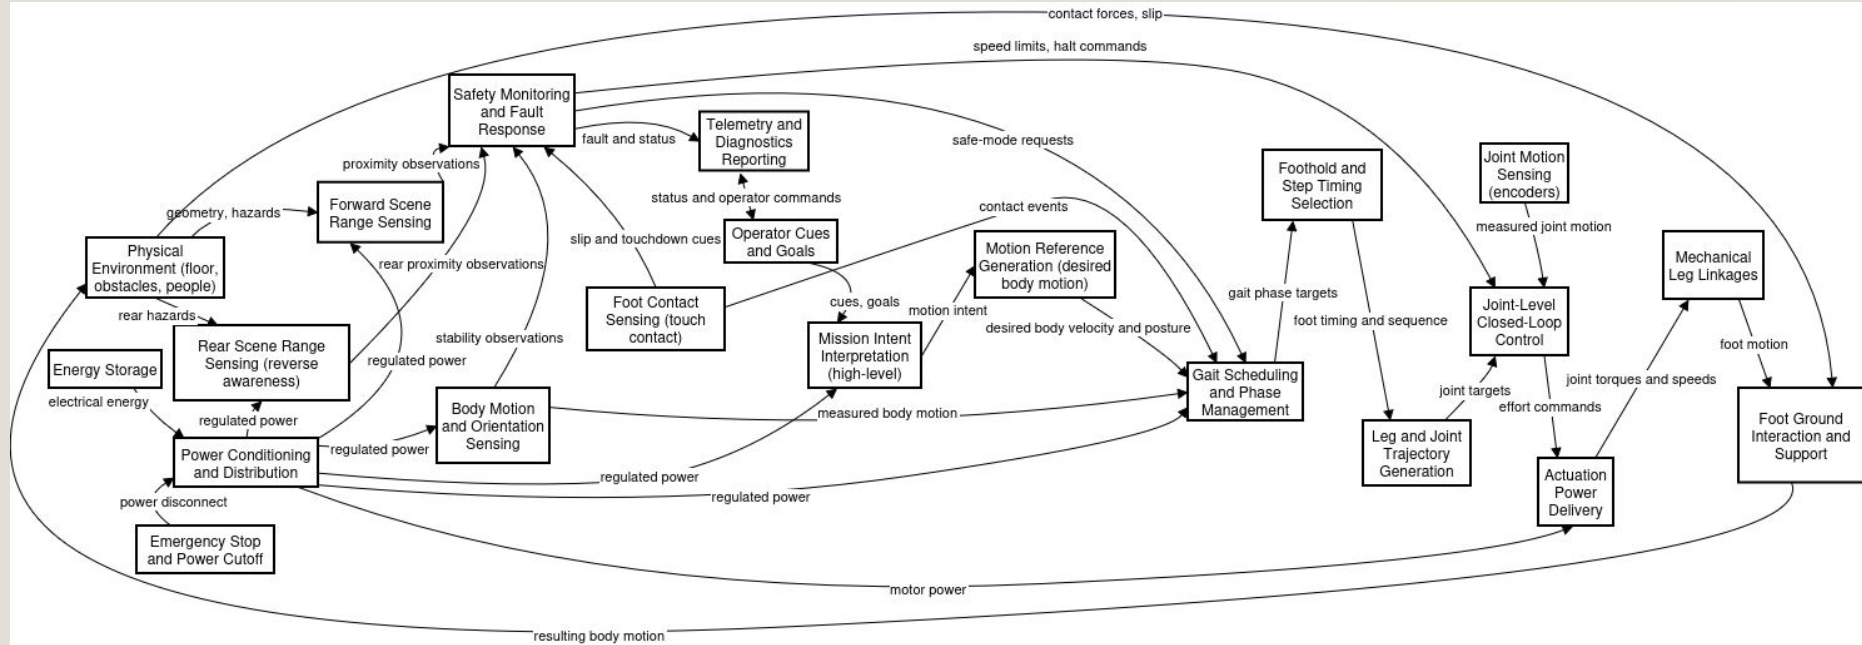 contact forces, slip
speed limits, halt commands
Safety Monitoring
and Fault
Response
Telemetry and
Diagnostics
Reporting
fault and status
safe-mode requests
proximity observations
Foothold and
Step Timing
Selection
Joint Motion
Sensing
(encoders)
geometry, hazards
Forward Scene
Range Sensing
status and operator commands
contact events
slip and touchdown cues
Operator Cues
and Goals
measured joint motion
Physical
Environment (floor,
obstacles, people)
rear proximity observations
Motion Reference
Generation (desired
body motion)
Mechanical
Leg Linkages
rear hazards
Foot Contact
Sensing (touch
contact)
cues, goals
motion intent
gait phase targets
Joint-Level
Closed-Loop
Control
Rear Scene Range
Sensing (reverse
awareness)
stability observations
Mission Intent
Interpretation
(high-level)
desired body velocity and posture
foot timing and sequence
foot motion
Energy Storage
regulated power
Gait Scheduling
and Phase
Management
joint torques and speeds
electrical energy
joint targets
effort commands
regulated power
Body Motion
and Orientation
Sensing
measured body motion
Foot Ground
Interaction and
Support
Power Conditioning
and Distribution
regulated power
Leg and Joint
Trajectory
Generation
regulated power
regulated power
Actuation
Power
Delivery
power disconnect
Emergency Stop
and Power Cutoff
motor power
resulting body motion